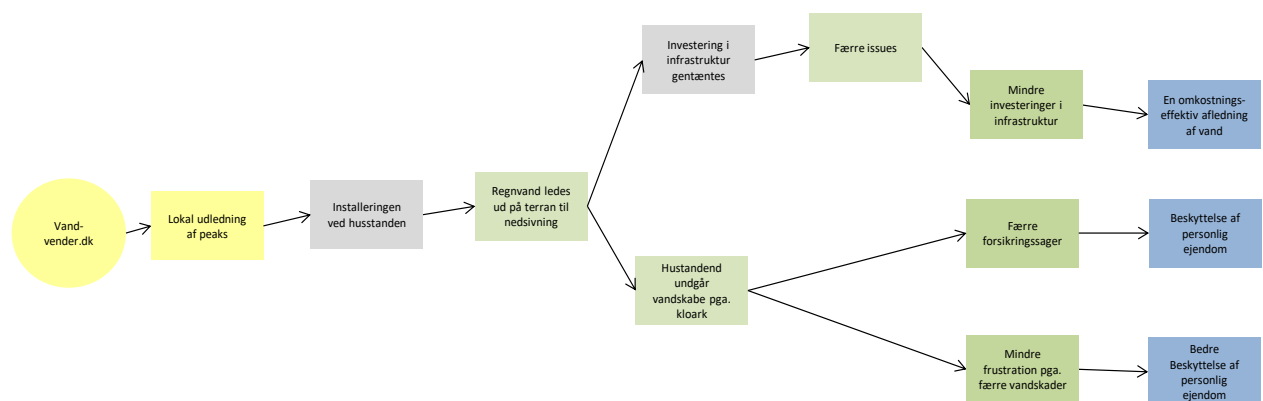 Vand-
vender.dk
Lokal udledning
af peaks
Installeringen
ved husstanden
Regnvand ledes
ud på terran til
nedsivning
Investering i
infrastruktur
gentæntes
Færre issues
Mindre
investeringer i
infrastruktur
En omkostnings-
effektiv afledning
af vand
Hustandend
undgår
vandskabe pga.
kloark
Færre
forsikringssager
Beskyttelse af
personlig
ejendom
Mindre
frustration pga.
færre vandskader
Bedre
Beskyttelse af
personlig
ejendom